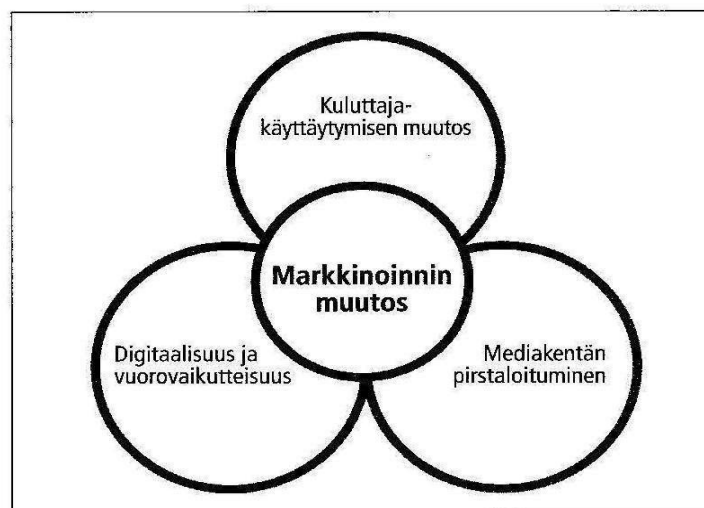 Kuluttaja-
käyttäytymisen muutos
Markkinoinnin
muutos
Digitaalisuus ja
vuorovaikutteisuus
Mediakentän
pirstaloituminen